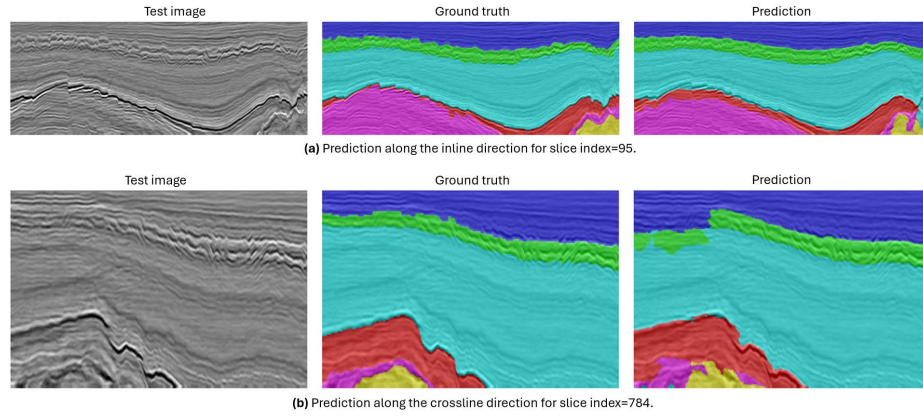 Test image
Ground truth
Prediction
(a) Prediction along the inline direction for slice index=95.
Test image
Ground truth
Prediction
(b) Prediction along the crossline direction for slice index=784.